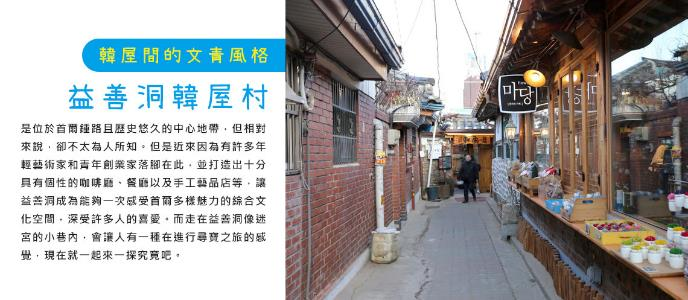 韓屋間的文青風格
益善洞韓屋村
是位於首爾鍾路且歷史悠久的中心地帶，但相對
來說，卻不太為人所知。但是近來因為有許多年
輕藝術家和青年創業家落腳在此，並打造出十分
具有個性的咖啡廳、餐廳以及手工藝品店等，讓
益善洞成為能夠一次感受首爾多樣魅力的綜合文
化空間，深受許多人的喜愛。而走在益善洞像迷
宮的小巷內，會讓人有一種在進行尋寶之旅的感
覺，現在就一起來一探究竟吧。
마당